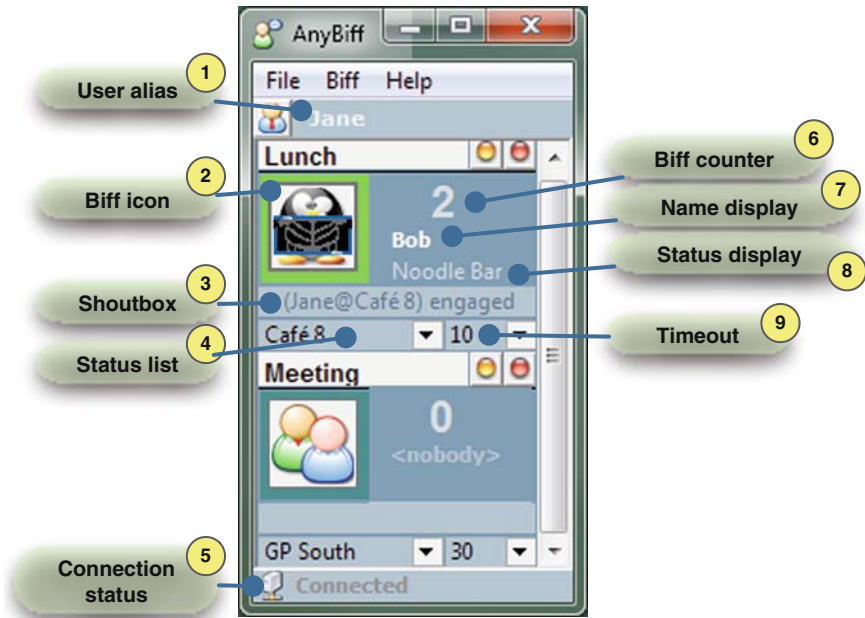 AnyBiff
File Biff Help
1
User alias
Jane
Lunch
2
Biff icon
2
6
Biff counter
Bob
7
Name display
Noodle Bar
Status display
8
3
Shoutbox
(Jane@Café 8) engaged
4
Status list
Café 8
10
9
Timeout
Meeting
0
<nobody>
GP South
30
5
Connection
status
Connected